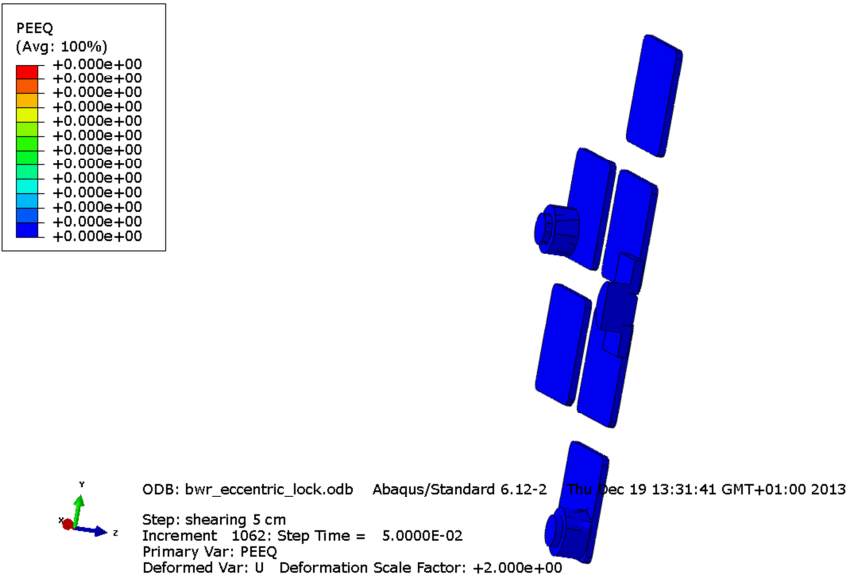 PEEQ
(Avg: 100%)
+0.000e+00
+0.000e+00
+0.000e+00
+0.000e+00
+0.000e+00
+0.000e+00
+0.000e+00
+0.000e+00
+0.000e+00
+0.000e+00
+0.000e+00
+0.000e+00
+0.000e+00
Y
X
Z
ODB: bwr_eccentric_lock.odb Abaqus/Standard 6.12-2 Thu Dec 19 13:31:41 GMT+01:00 2013
Step: shearing 5 cm
Increment 1062: Step Time = 5.0000E-02
Primary Var: PEEQ
Deformed Var: U Deformation Scale Factor: +2.000e+00